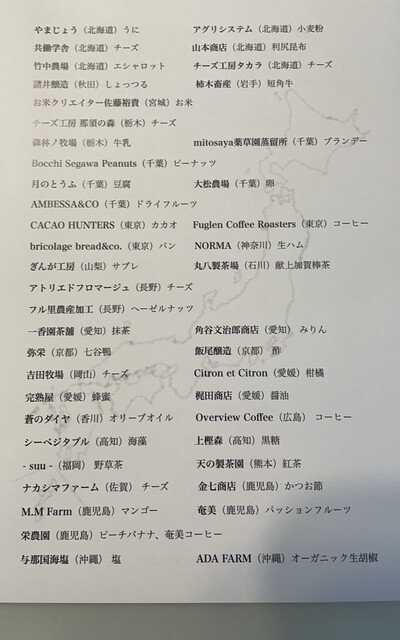 やまじょう（北海道）うに　アグリシステム（北海道）小麦粉
共働学舎（北海道）チーズ　山本商店（北海道）利尻昆布
竹中農場（北海道）エシャロット　チーズ工房タカラ（北海道）チーズ
諸井醸造（秋田）しょっつる　柿木畜産（岩手）短角牛
お米クリエイター佐藤裕貴（宮城）お米
チーズ工房 那須の森（栃木）チーズ
森林ノ牧場（栃木）牛乳　mitosaya薬草園蒸留所（千葉）ブランデー
Bocchi Segawa Peanuts（千葉）ピーナッツ
月のとうふ（千葉）豆腐　大松農場（千葉）卵
AMBESSA&CO（千葉）ドライフルーツ
CACAO HUNTERS（東京）カカオ　Fuglen Coffee Roasters（東京）コーヒー
bricolage bread&co.（東京）パン　NORMA（神奈川）生ハム
ぎんが工房（山梨）サブレ　丸八製茶場（石川）献上加賀棒茶
アトリエドフロマージュ（長野）チーズ
フル里農産加工（長野）ヘーゼルナッツ
一香園茶舗（愛知）抹茶　角谷文治郎商店（愛知）みりん
弥栄（京都）七谷鴨　飯尾醸造（京都）酢
吉田牧場（岡山）チーズ　Citron et Citron（愛媛）柑橘
完熟屋（愛媛）蜂蜜　梶田商店（愛媛）醤油
蒼のダイヤ（香川）オリーブオイル　Overview Coffee（広島）コーヒー
シーベジタブル（高知）海藻　上樫森（高知）黒糖
- suu -（福岡）野草茶　天の製茶園（熊本）紅茶
ナカシマファーム（佐賀）チーズ　金七商店（鹿児島）かつお節
M.M Farm（鹿児島）マンゴー　奄美（鹿児島）パッションフルーツ
栄農園（鹿児島）ピーチパイナ、奄美コーヒー
与那国海塩（沖縄）塩　ADA FARM（沖縄）オーガニック生胡椒